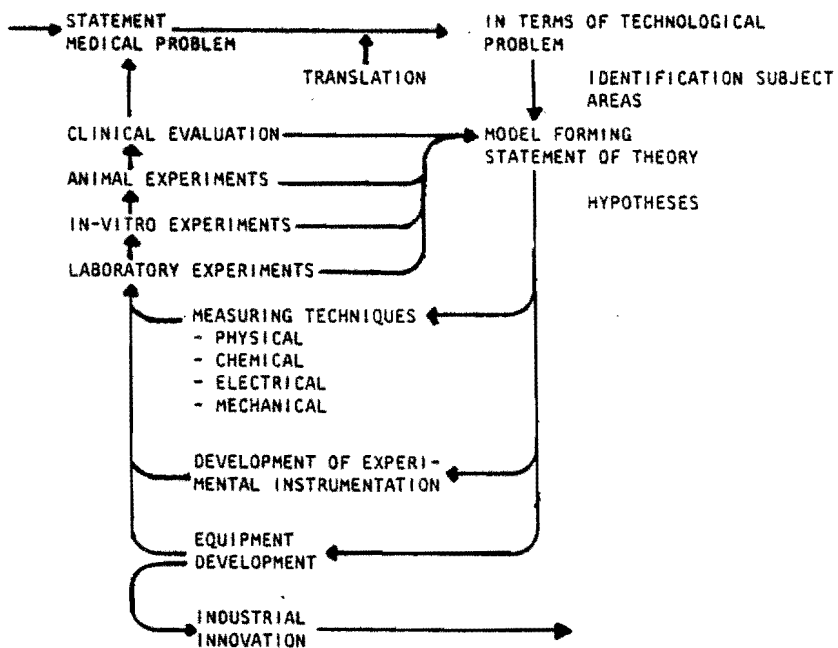 STATEMENT
MEDICAL PROBLEM
TRANSLATION
IN TERMS OF TECHNOLOGICAL
PROBLEM
IDENTIFICATION SUBJECT
AREAS
CLINICAL EVALUATION
MODEL FORMING
STATEMENT OF THEORY
ANIMAL EXPERIMENTS
HYPOTHESES
IN-VITRO EXPERIMENTS
LABORATORY EXPERIMENTS
MEASURING TECHNIQUES
- PHYSICAL
- CHEMICAL
- ELECTRICAL
- MECHANICAL
DEVELOPMENT OF EXPERI-
MENTAL INSTRUMENTATION
EQUIPMENT
DEVELOPMENT
INDUSTRIAL
INNOVATION